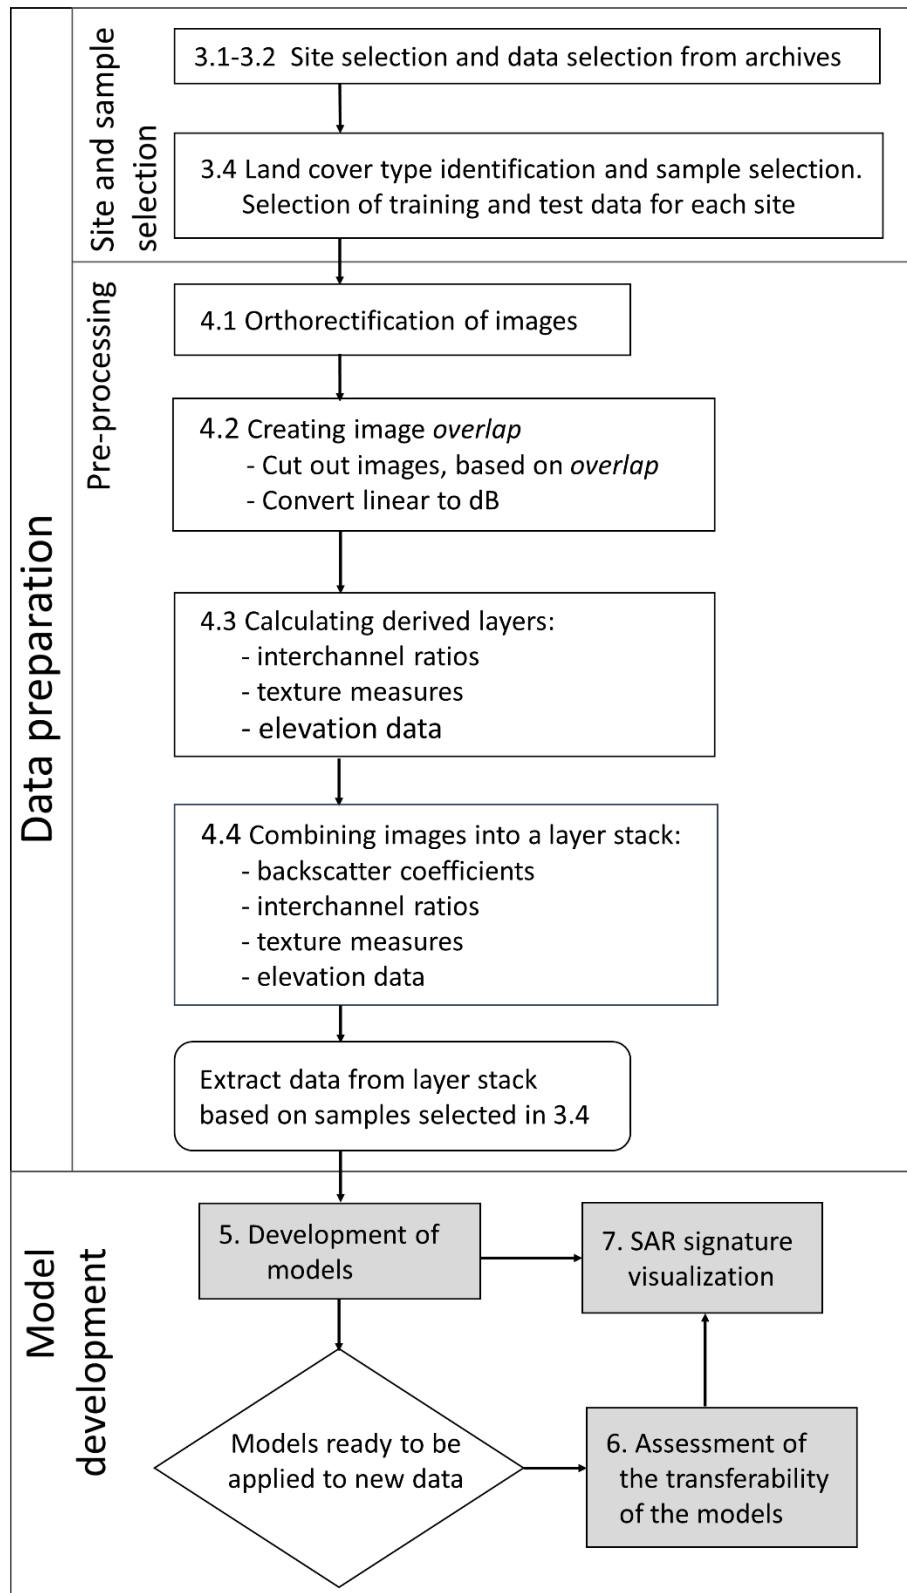 Data preparation
Site and sample
selection
3.1-3.2 Site selection and data selection from archives
3.4 Land cover type identification and sample selection.
Selection of training and test data for each site
Pre-processing
4.1 Orthorectification of images
4.2 Creating image overlap
- Cut out images, based on overlap
- Convert linear to dB
4.3 Calculating derived layers:
- interchannel ratios
- texture measures
- elevation data
4.4 Combining images into a layer stack:
- backscatter coefficients
- interchannel ratios
- texture measures
- elevation data
Extract data from layer stack
based on samples selected in 3.4
Model
development
5. Development of
models
7. SAR signature
visualization
Models ready to be
applied to new data
6. Assessment of
the transferability
of the models